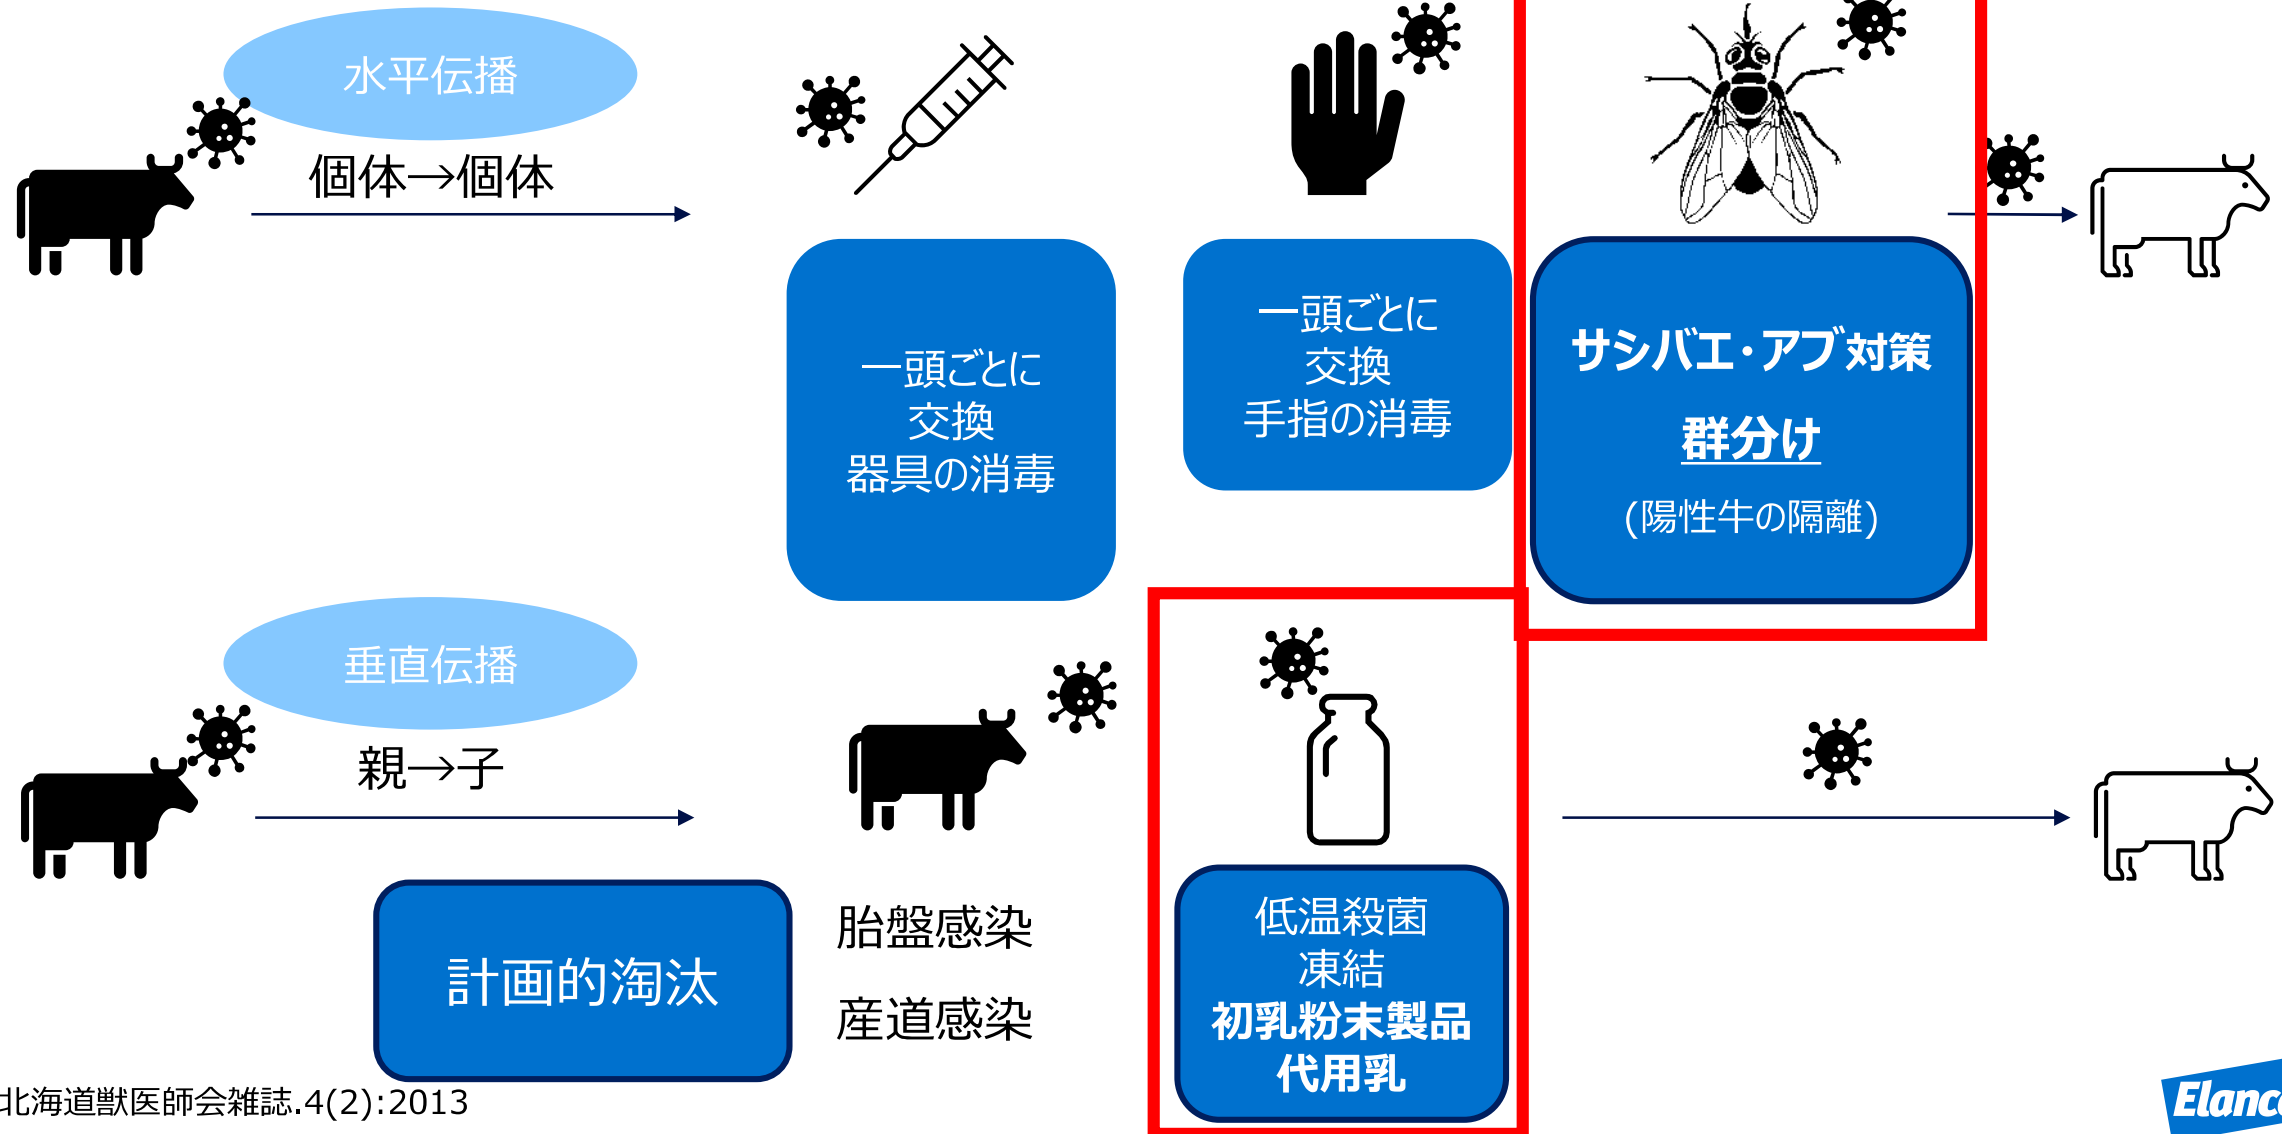 水平伝播
個体→個体
一頭ごとに
交換
器具の消毒
一頭ごとに
交換
手指の消毒
サシバエ・アブ対策
群分け
(陽性牛の隔離)
垂直伝播
親→子
計画的淘汰
胎盤感染
産道感染
低温殺菌
凍結
初乳粉末製品
代用乳
北海道獣医師会雑誌.4(2):2013
Elanco